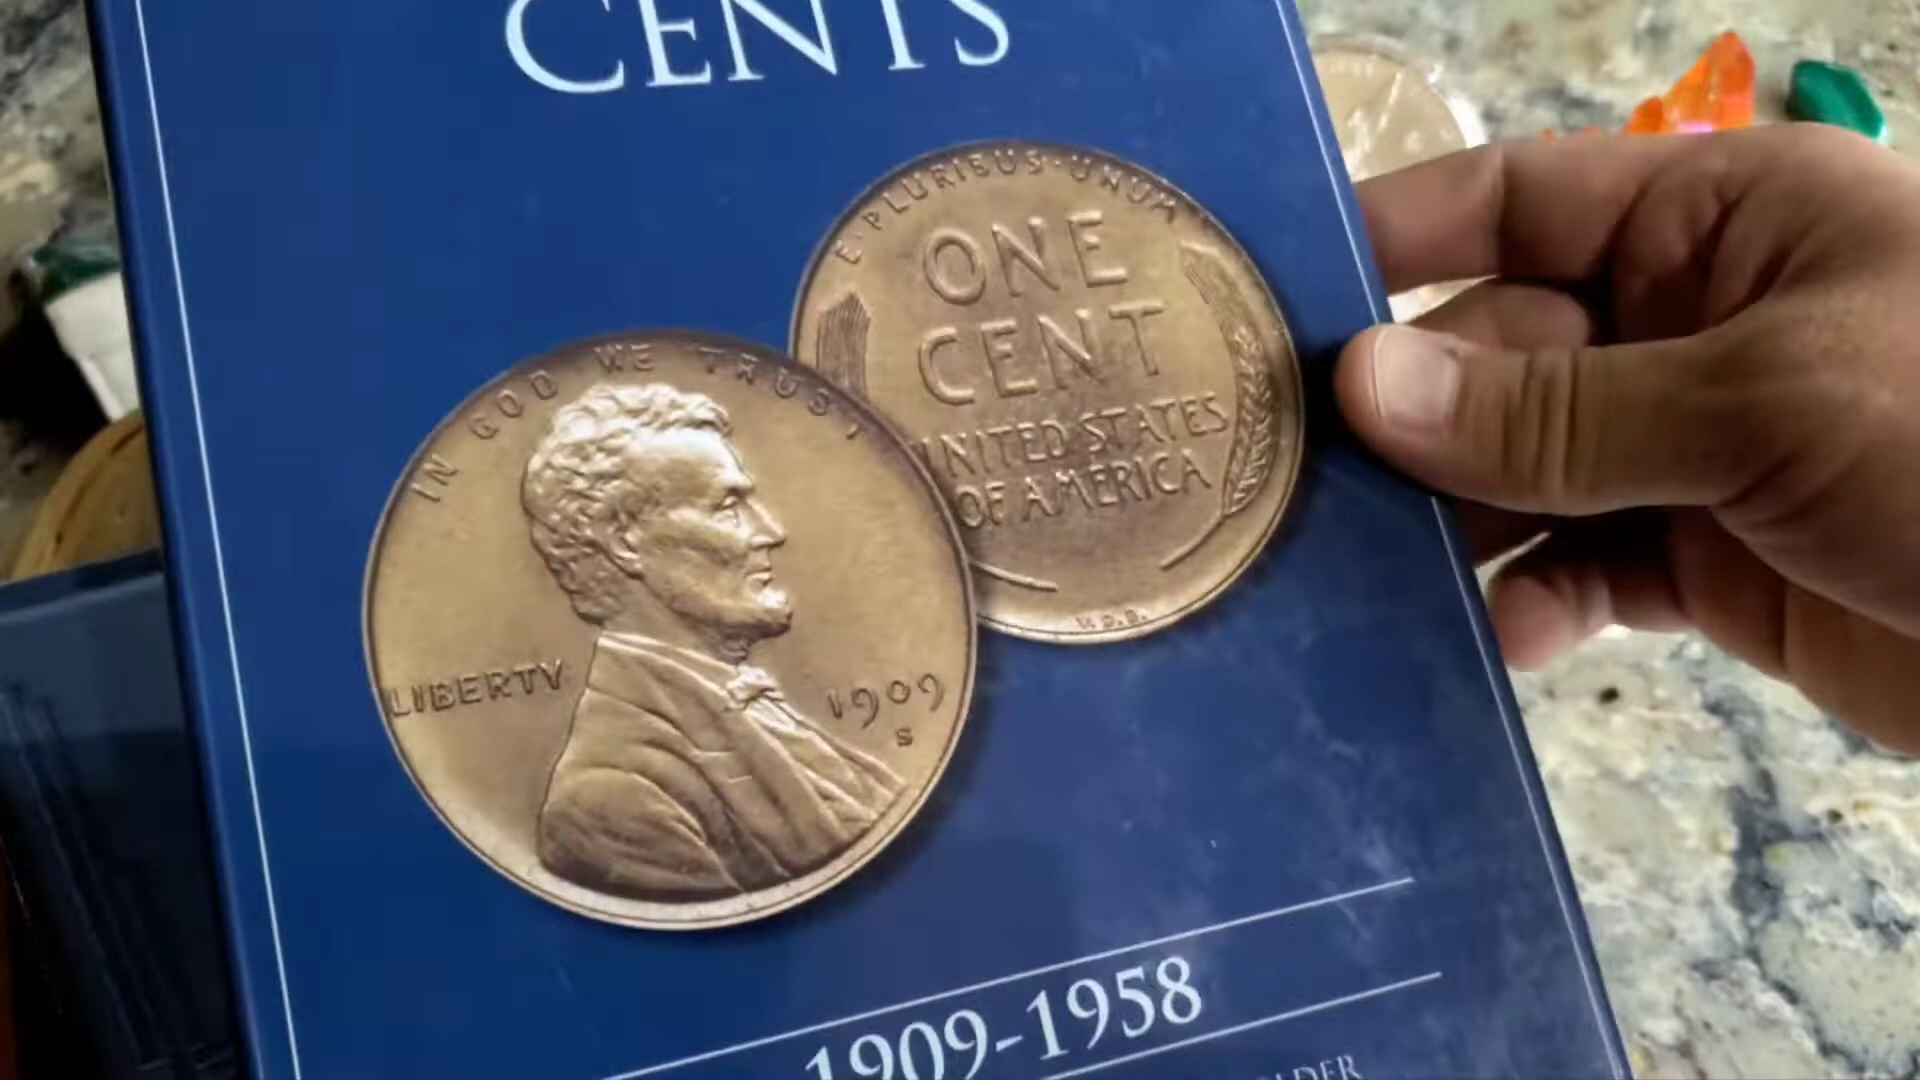 CENTS
E·PLURIBUS·UNUM
ONE
CENT
UNITED STATES
OF AMERICA
V.D.B.
IN GOD WE TRUST
LIBERTY
1909
S
1909-1958